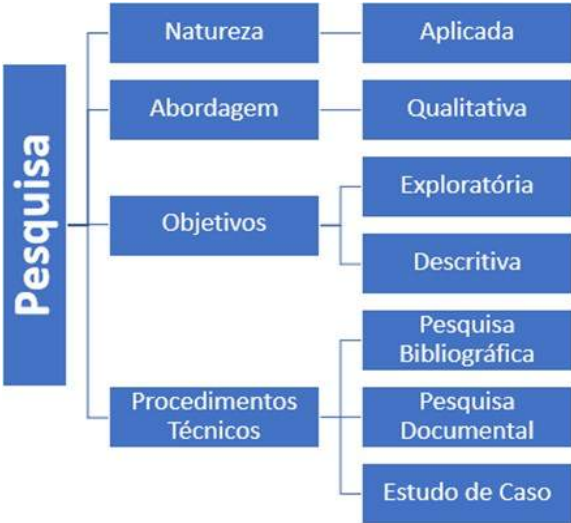 Pesquisa
Natureza
Aplicada
Abordagem
Qualitativa
Objetivos
Exploratória
Descritiva
Procedimentos
Técnicos
Pesquisa
Bibliográfica
Pesquisa
Documental
Estudo de Caso